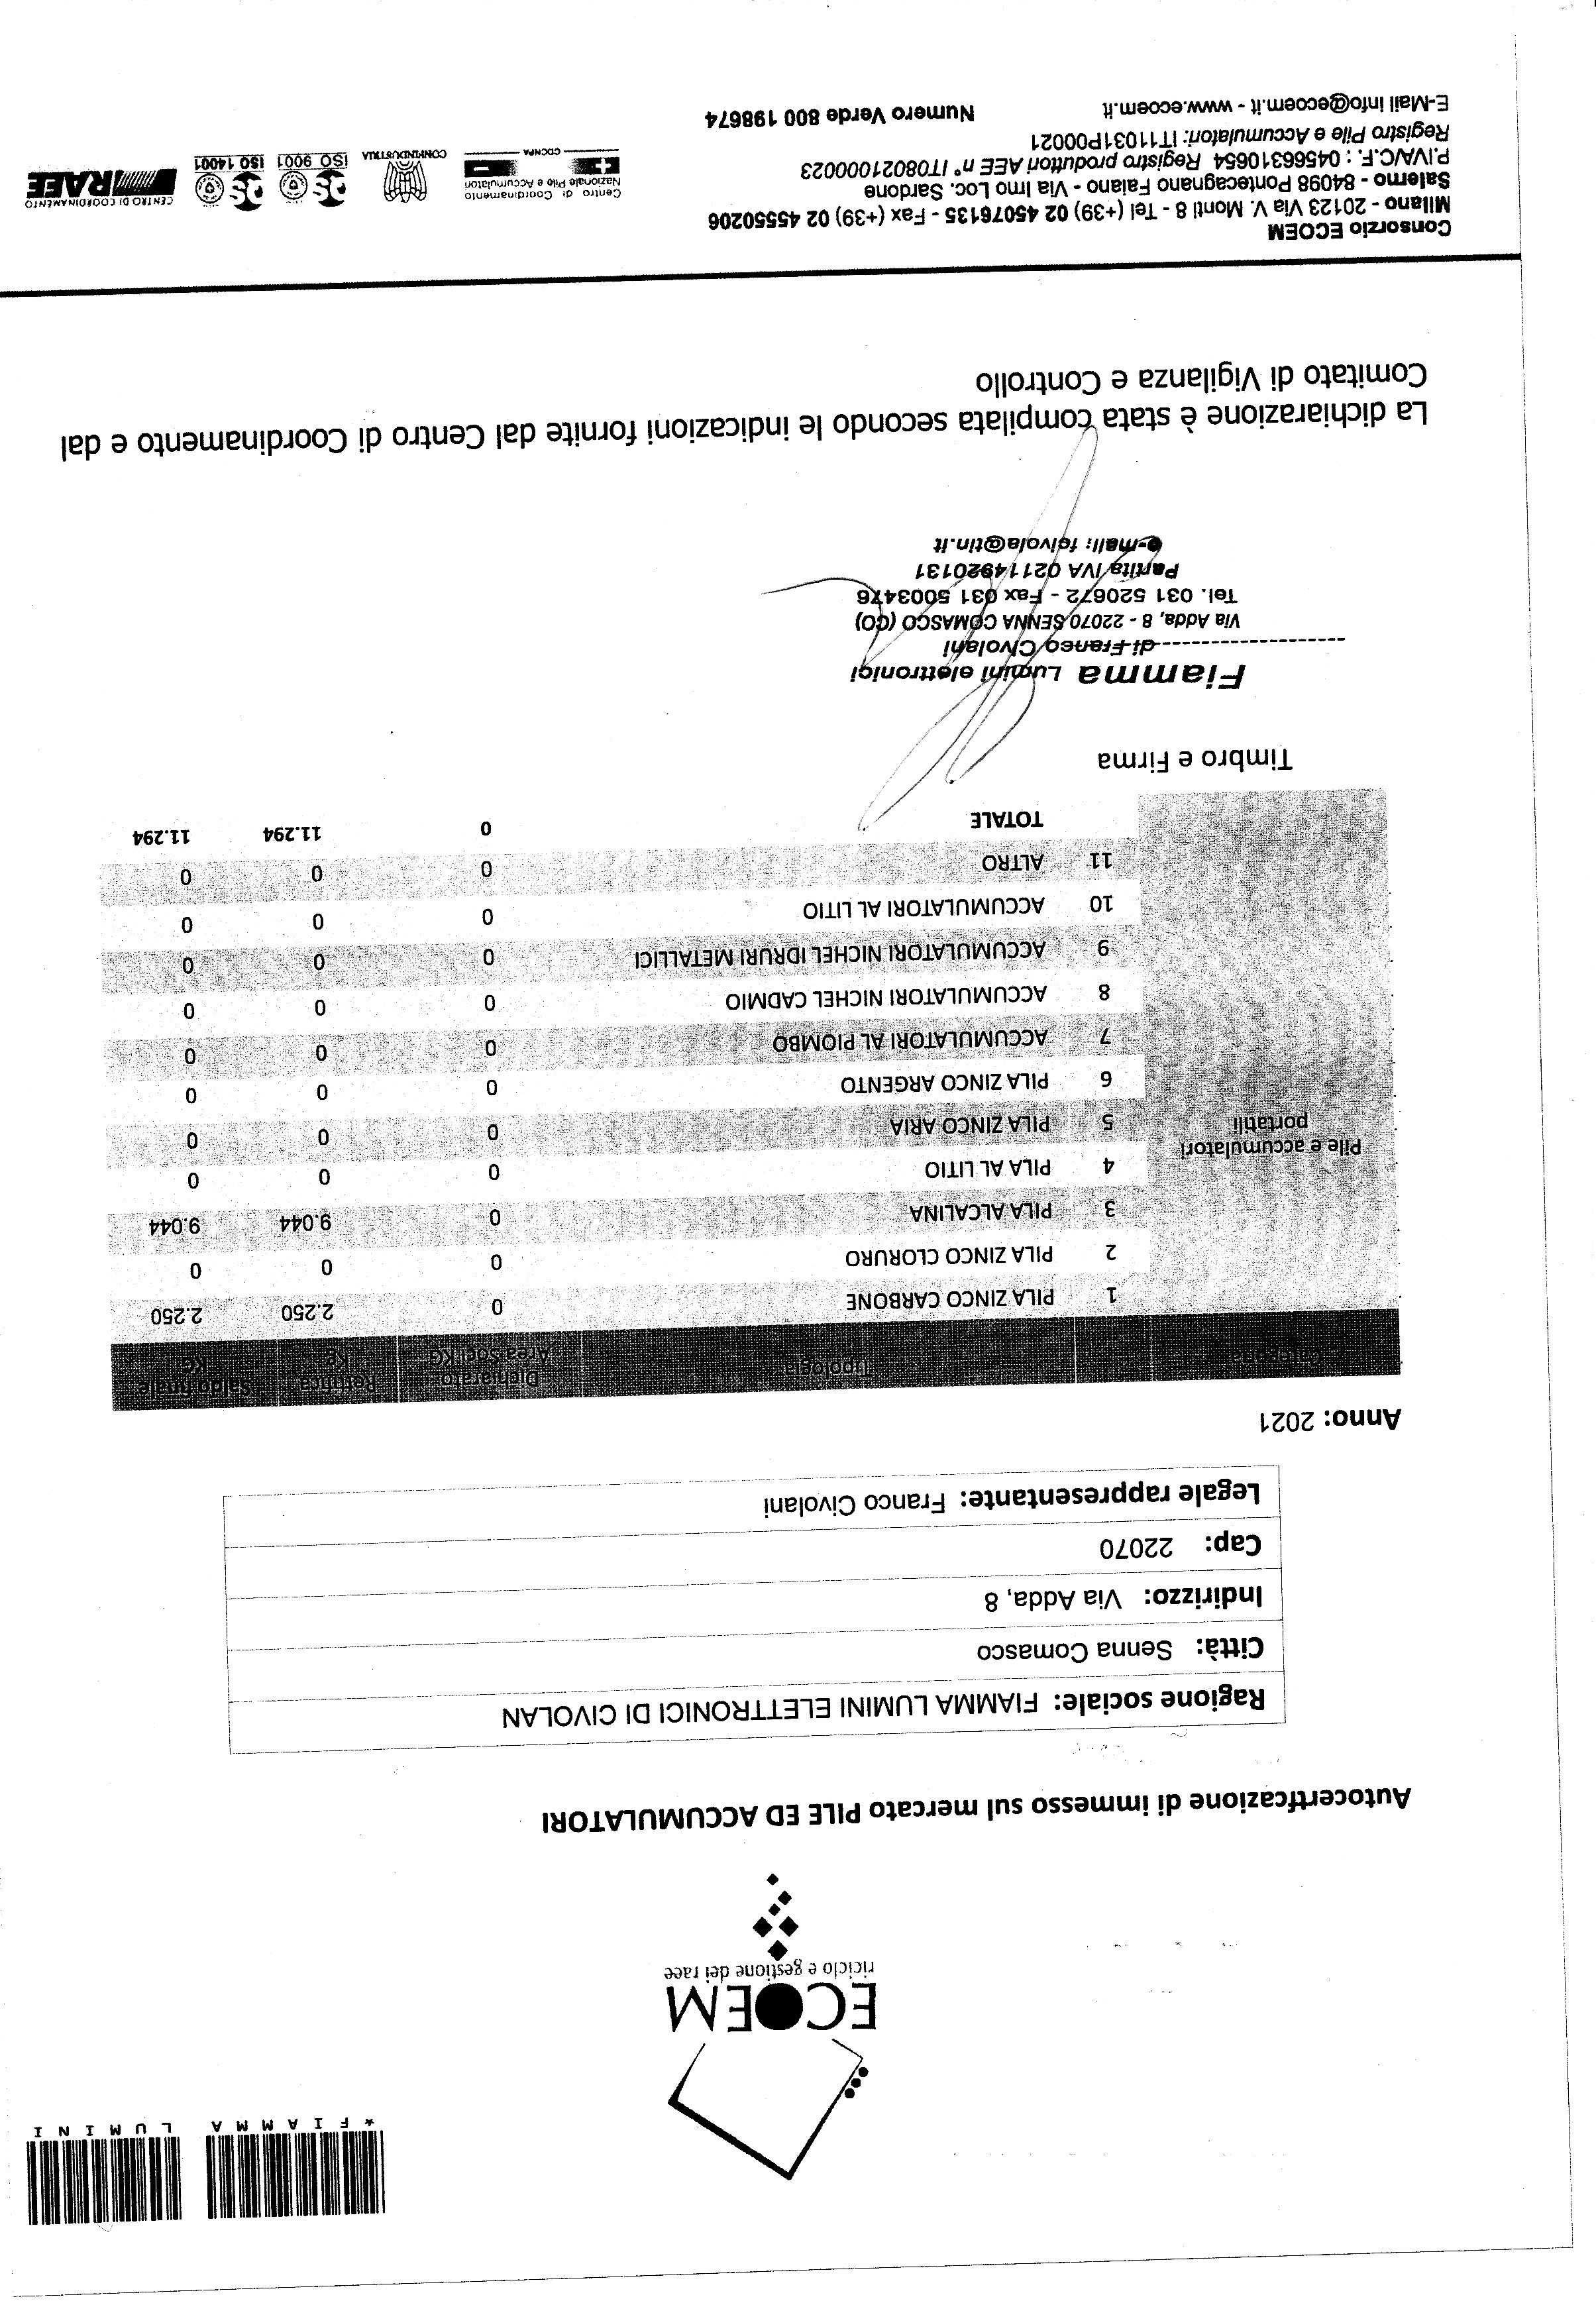 *FIAMMA LUMINI
ECOEM
riciclo e gestione dei raee
Autocertfcazione di immesso sul mercato PILE ED ACCUMULATORI
Ragione sociale: FIAMMA LUMINI ELETTRONICI DI CIVOLAN
Città: Senna Comasco
Indirizzo: Via Adda, 8
Cap: 22070
Legale rappresentante: Franco Civolani
Anno: 2021
Categoria Tipologia Dichiarato Area Soci KG Rettifica Kg Saldo finale KG
Pile e accumulatori portatili
1 PILA ZINCO CARBONE 0 2.250 2.250
2 PILA ZINCO CLORURO 0 0 0
3 PILA ALCALINA 0 9.044 9.044
4 PILA AL LITIO 0 0 0
5 PILA ZINCO ARIA 0 0 0
6 PILA ZINCO ARGENTO 0 0 0
7 ACCUMULATORI AL PIOMBO 0 0 0
8 ACCUMULATORI NICHEL CADMIO 0 0 0
9 ACCUMULATORI NICHEL IDRURI METALLICI 0 0 0
10 ACCUMULATORI AL LITIO 0 0 0
11 ALTRO 0 0 0
TOTALE 0 11.294 11.294
Timbro e Firma
Fiamma Lumini elettronici
di Franco Civolani
Via Adda, 8 - 22070 SENNA COMASCO (CO)
Tel. 031 520672 - Fax 031 5003476
Partita IVA 02114920131
e-mail: fcivola@tin.it
La dichiarazione è stata compilata secondo le indicazioni fornite dal Centro di Coordinamento e dal
Comitato di Vigilanza e Controllo
Consorzio ECOEM
Milano - 20123 Via V. Monti 8 - Tel (+39) 02 45076135 - Fax (+39) 02 45550206
Salerno - 84098 Pontecagnano Faiano - Via Imo Loc. Sardone
P.IVA/C.F. : 04566310654 Registro produttori AEE n° IT08021000023
Registro Pile e Accumulatori: IT11031P00021
E-Mail info@ecoem.it - www.ecoem.it Numero Verde 800 198674
Centro di Coordinamento
Nazionale Pile e Accumulatori
CDCNPA
CONFINDUSTRIA
ISO 9001 ISO 14001
CENTRO DI COORDINAMENTO
RAEE